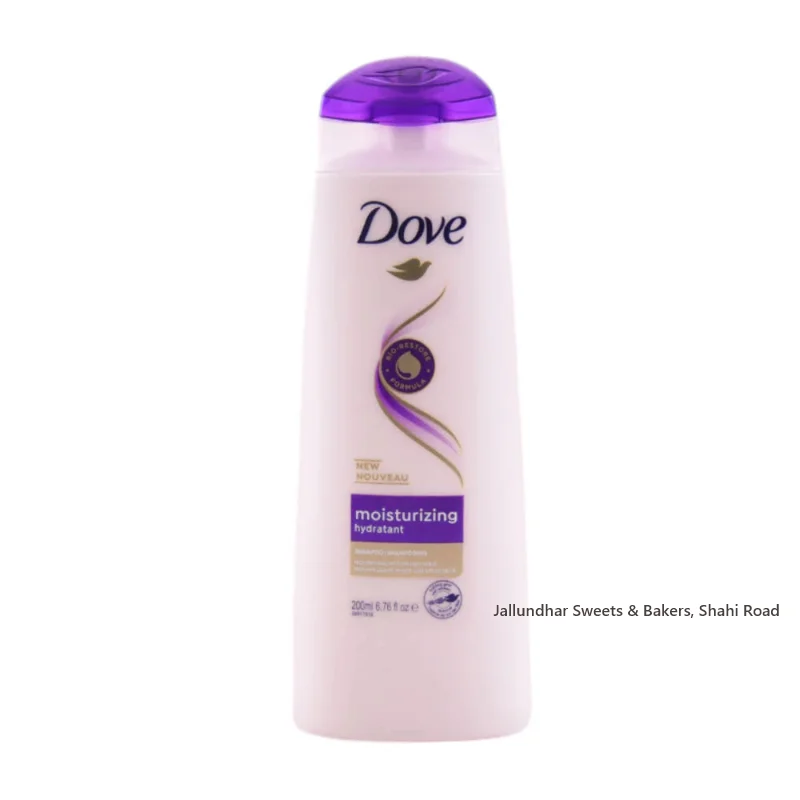 Dove
BIO-RESTORE
FORMULA
NEW
NOUVEAU
moisturizing
hydratant
200ml 6.76 fl oz e
Jallundhar Sweets & Bakers, Shahi Road